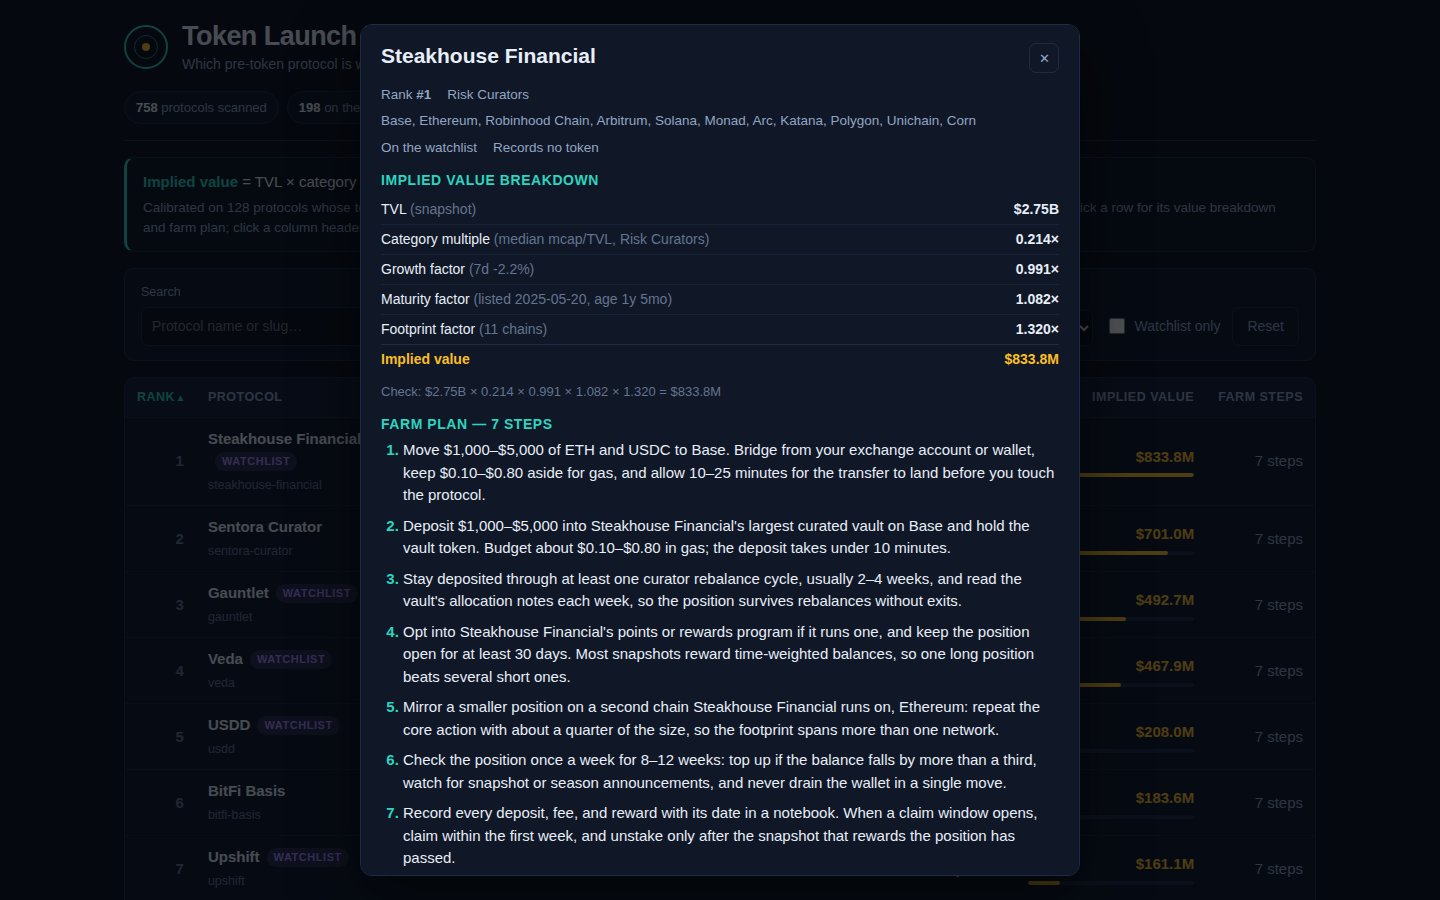 Token Launch
Which pre-token protocol is
758 protocols scanned
198 on the
Implied value = TVL × category
Calibrated on 128 protocols whose
ick a row for its value breakdown
and farm plan; click a column heade
Search
Protocol name or slug…
Watchlist only
Reset
RANK▲ PROTOCOL IMPLIED VALUE FARM STEPS
1 Steakhouse Financial WATCHLIST steakhouse-financial $833.8M 7 steps
2 Sentora Curator sentora-curator $701.0M 7 steps
3 Gauntlet WATCHLIST gauntlet $492.7M 7 steps
4 Veda WATCHLIST veda $467.9M 7 steps
5 USDD WATCHLIST usdd $208.0M 7 steps
6 BitFi Basis bitfi-basis $183.6M 7 steps
7 Upshift WATCHLIST upshift $161.1M 7 steps
Steakhouse Financial
×
Rank #1 Risk Curators
Base, Ethereum, Robinhood Chain, Arbitrum, Solana, Monad, Arc, Katana, Polygon, Unichain, Corn
On the watchlist Records no token
IMPLIED VALUE BREAKDOWN
TVL (snapshot) $2.75B
Category multiple (median mcap/TVL, Risk Curators) 0.214×
Growth factor (7d -2.2%) 0.991×
Maturity factor (listed 2025-05-20, age 1y 5mo) 1.082×
Footprint factor (11 chains) 1.320×
Implied value $833.8M
Check: $2.75B × 0.214 × 0.991 × 1.082 × 1.320 = $833.8M
FARM PLAN — 7 STEPS
1. Move $1,000–$5,000 of ETH and USDC to Base. Bridge from your exchange account or wallet,
keep $0.10–$0.80 aside for gas, and allow 10–25 minutes for the transfer to land before you touch
the protocol.
2. Deposit $1,000–$5,000 into Steakhouse Financial's largest curated vault on Base and hold the
vault token. Budget about $0.10–$0.80 in gas; the deposit takes under 10 minutes.
3. Stay deposited through at least one curator rebalance cycle, usually 2–4 weeks, and read the
vault's allocation notes each week, so the position survives rebalances without exits.
4. Opt into Steakhouse Financial's points or rewards program if it runs one, and keep the position
open for at least 30 days. Most snapshots reward time-weighted balances, so one long position
beats several short ones.
5. Mirror a smaller position on a second chain Steakhouse Financial runs on, Ethereum: repeat the
core action with about a quarter of the size, so the footprint spans more than one network.
6. Check the position once a week for 8–12 weeks: top up if the balance falls by more than a third,
watch for snapshot or season announcements, and never drain the wallet in a single move.
7. Record every deposit, fee, and reward with its date in a notebook. When a claim window opens,
claim within the first week, and unstake only after the snapshot that rewards the position has
passed.